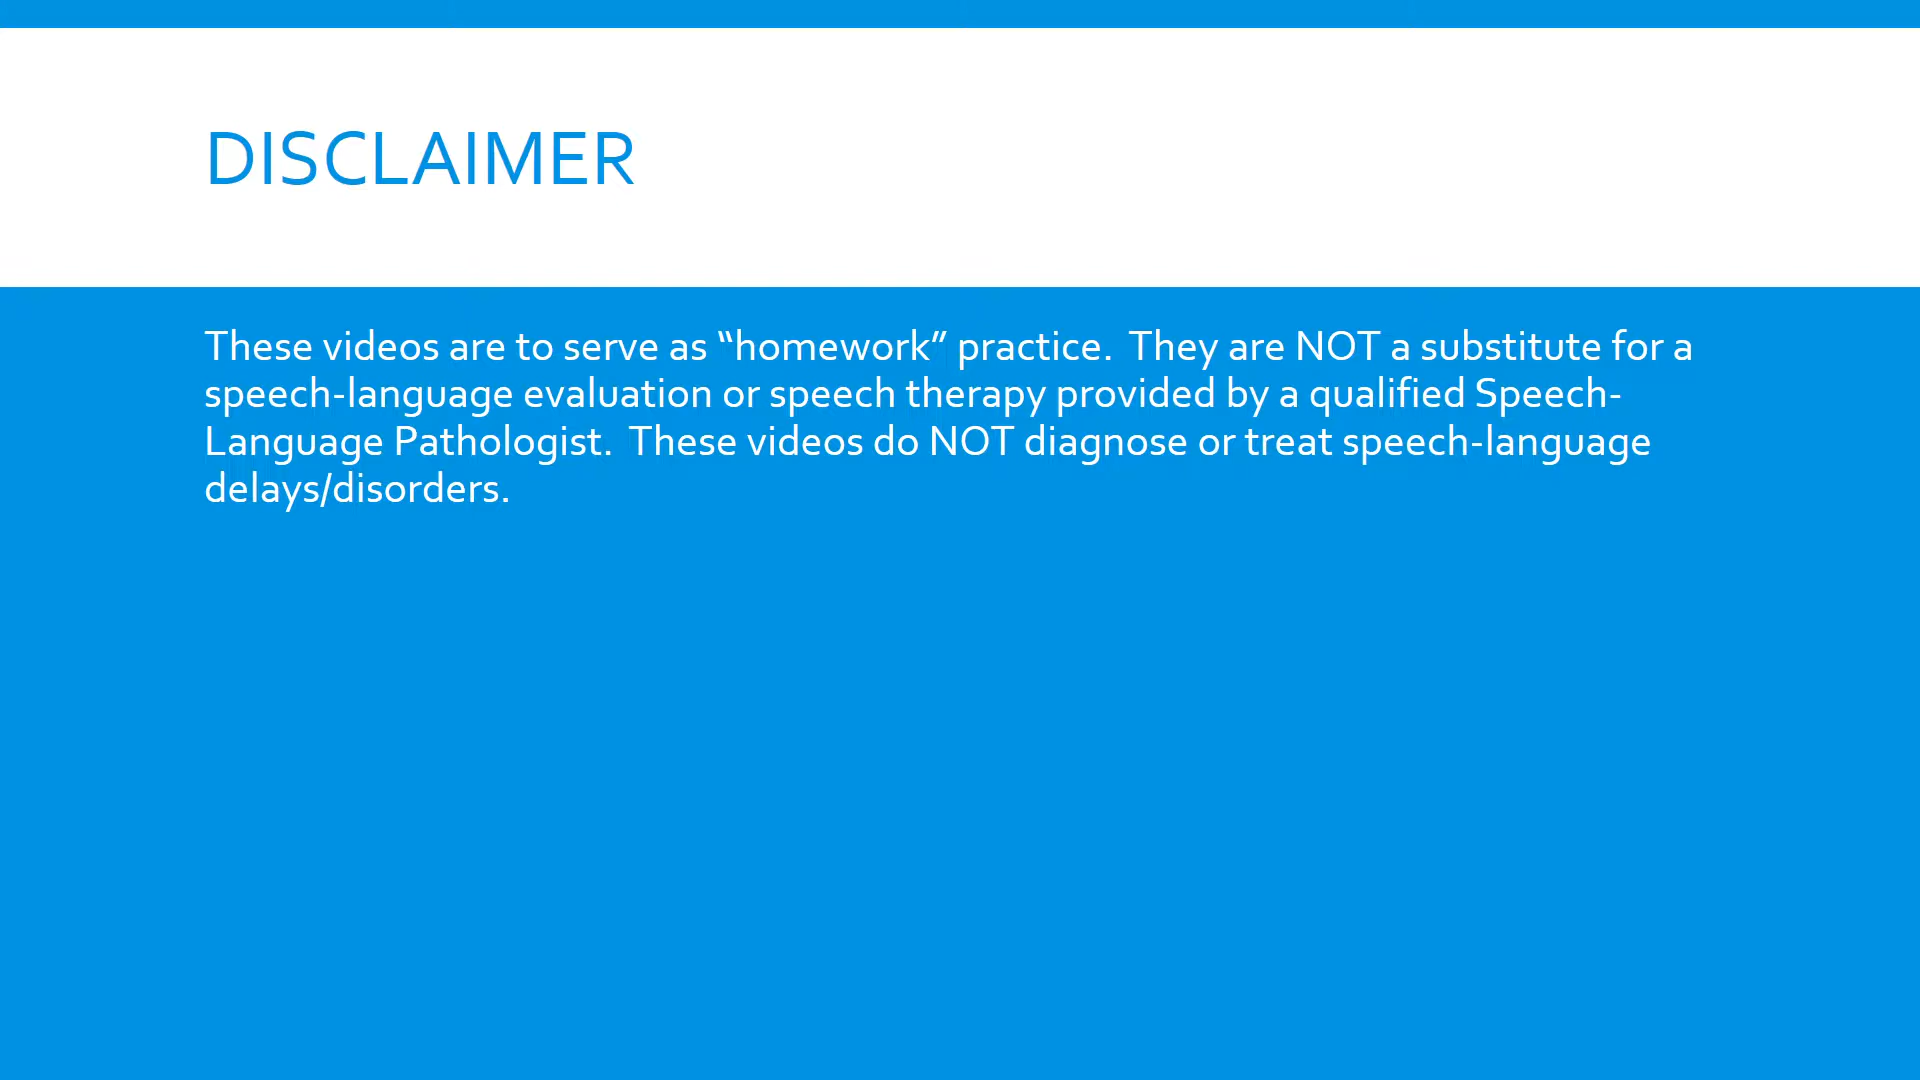 DISCLAIMER
These videos are to serve as “homework” practice.  They are NOT a substitute for a
speech-language evaluation or speech therapy provided by a qualified Speech-
Language Pathologist.  These videos do NOT diagnose or treat speech-language
delays/disorders.